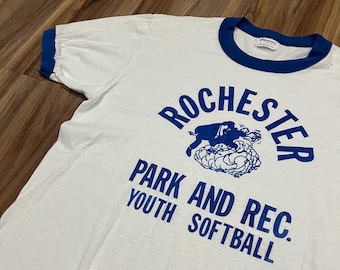 ROCHESTER
PARK AND REC.
YOUTH SOFTBALL